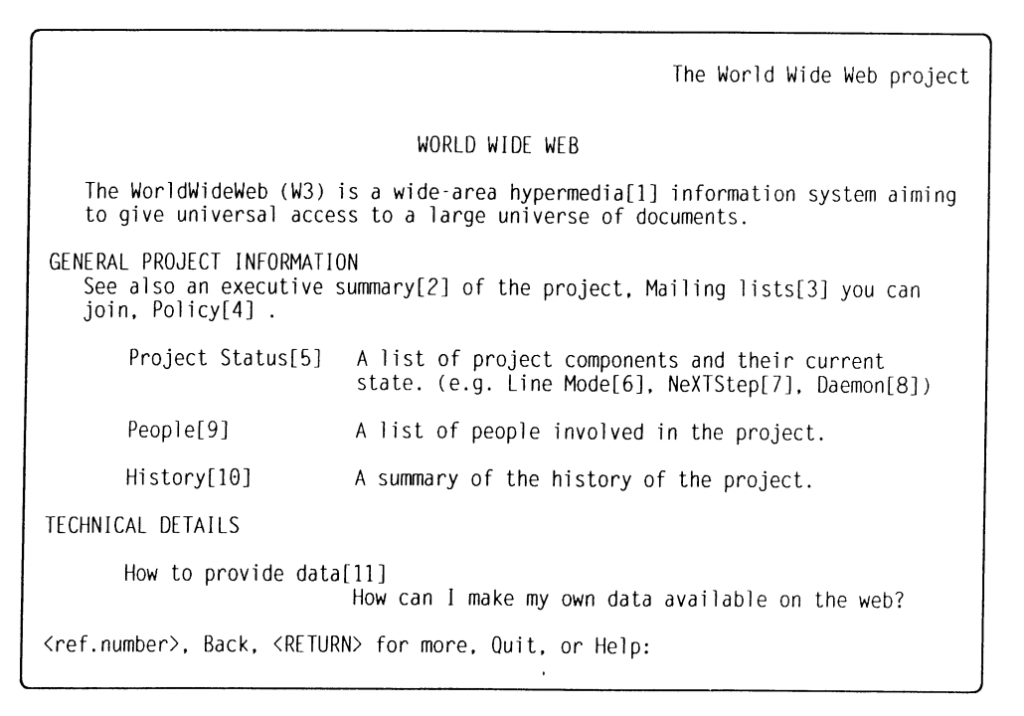 The World Wide Web project
WORLD WIDE WEB
The WorldWideWeb (W3) is a wide-area hypermedia[1] information system aiming
to give universal access to a large universe of documents.
GENERAL PROJECT INFORMATION
See also an executive summary[2] of the project, Mailing lists[3] you can
join, Policy[4] .
Project Status[5] A list of project components and their current
state. (e.g. Line Mode[6], NeXTStep[7], Daemon[8])
People[9] A list of people involved in the project.
History[10] A summary of the history of the project.
TECHNICAL DETAILS
How to provide data[11]
How can I make my own data available on the web?
<ref.number>, Back, <RETURN> for more, Quit, or Help: